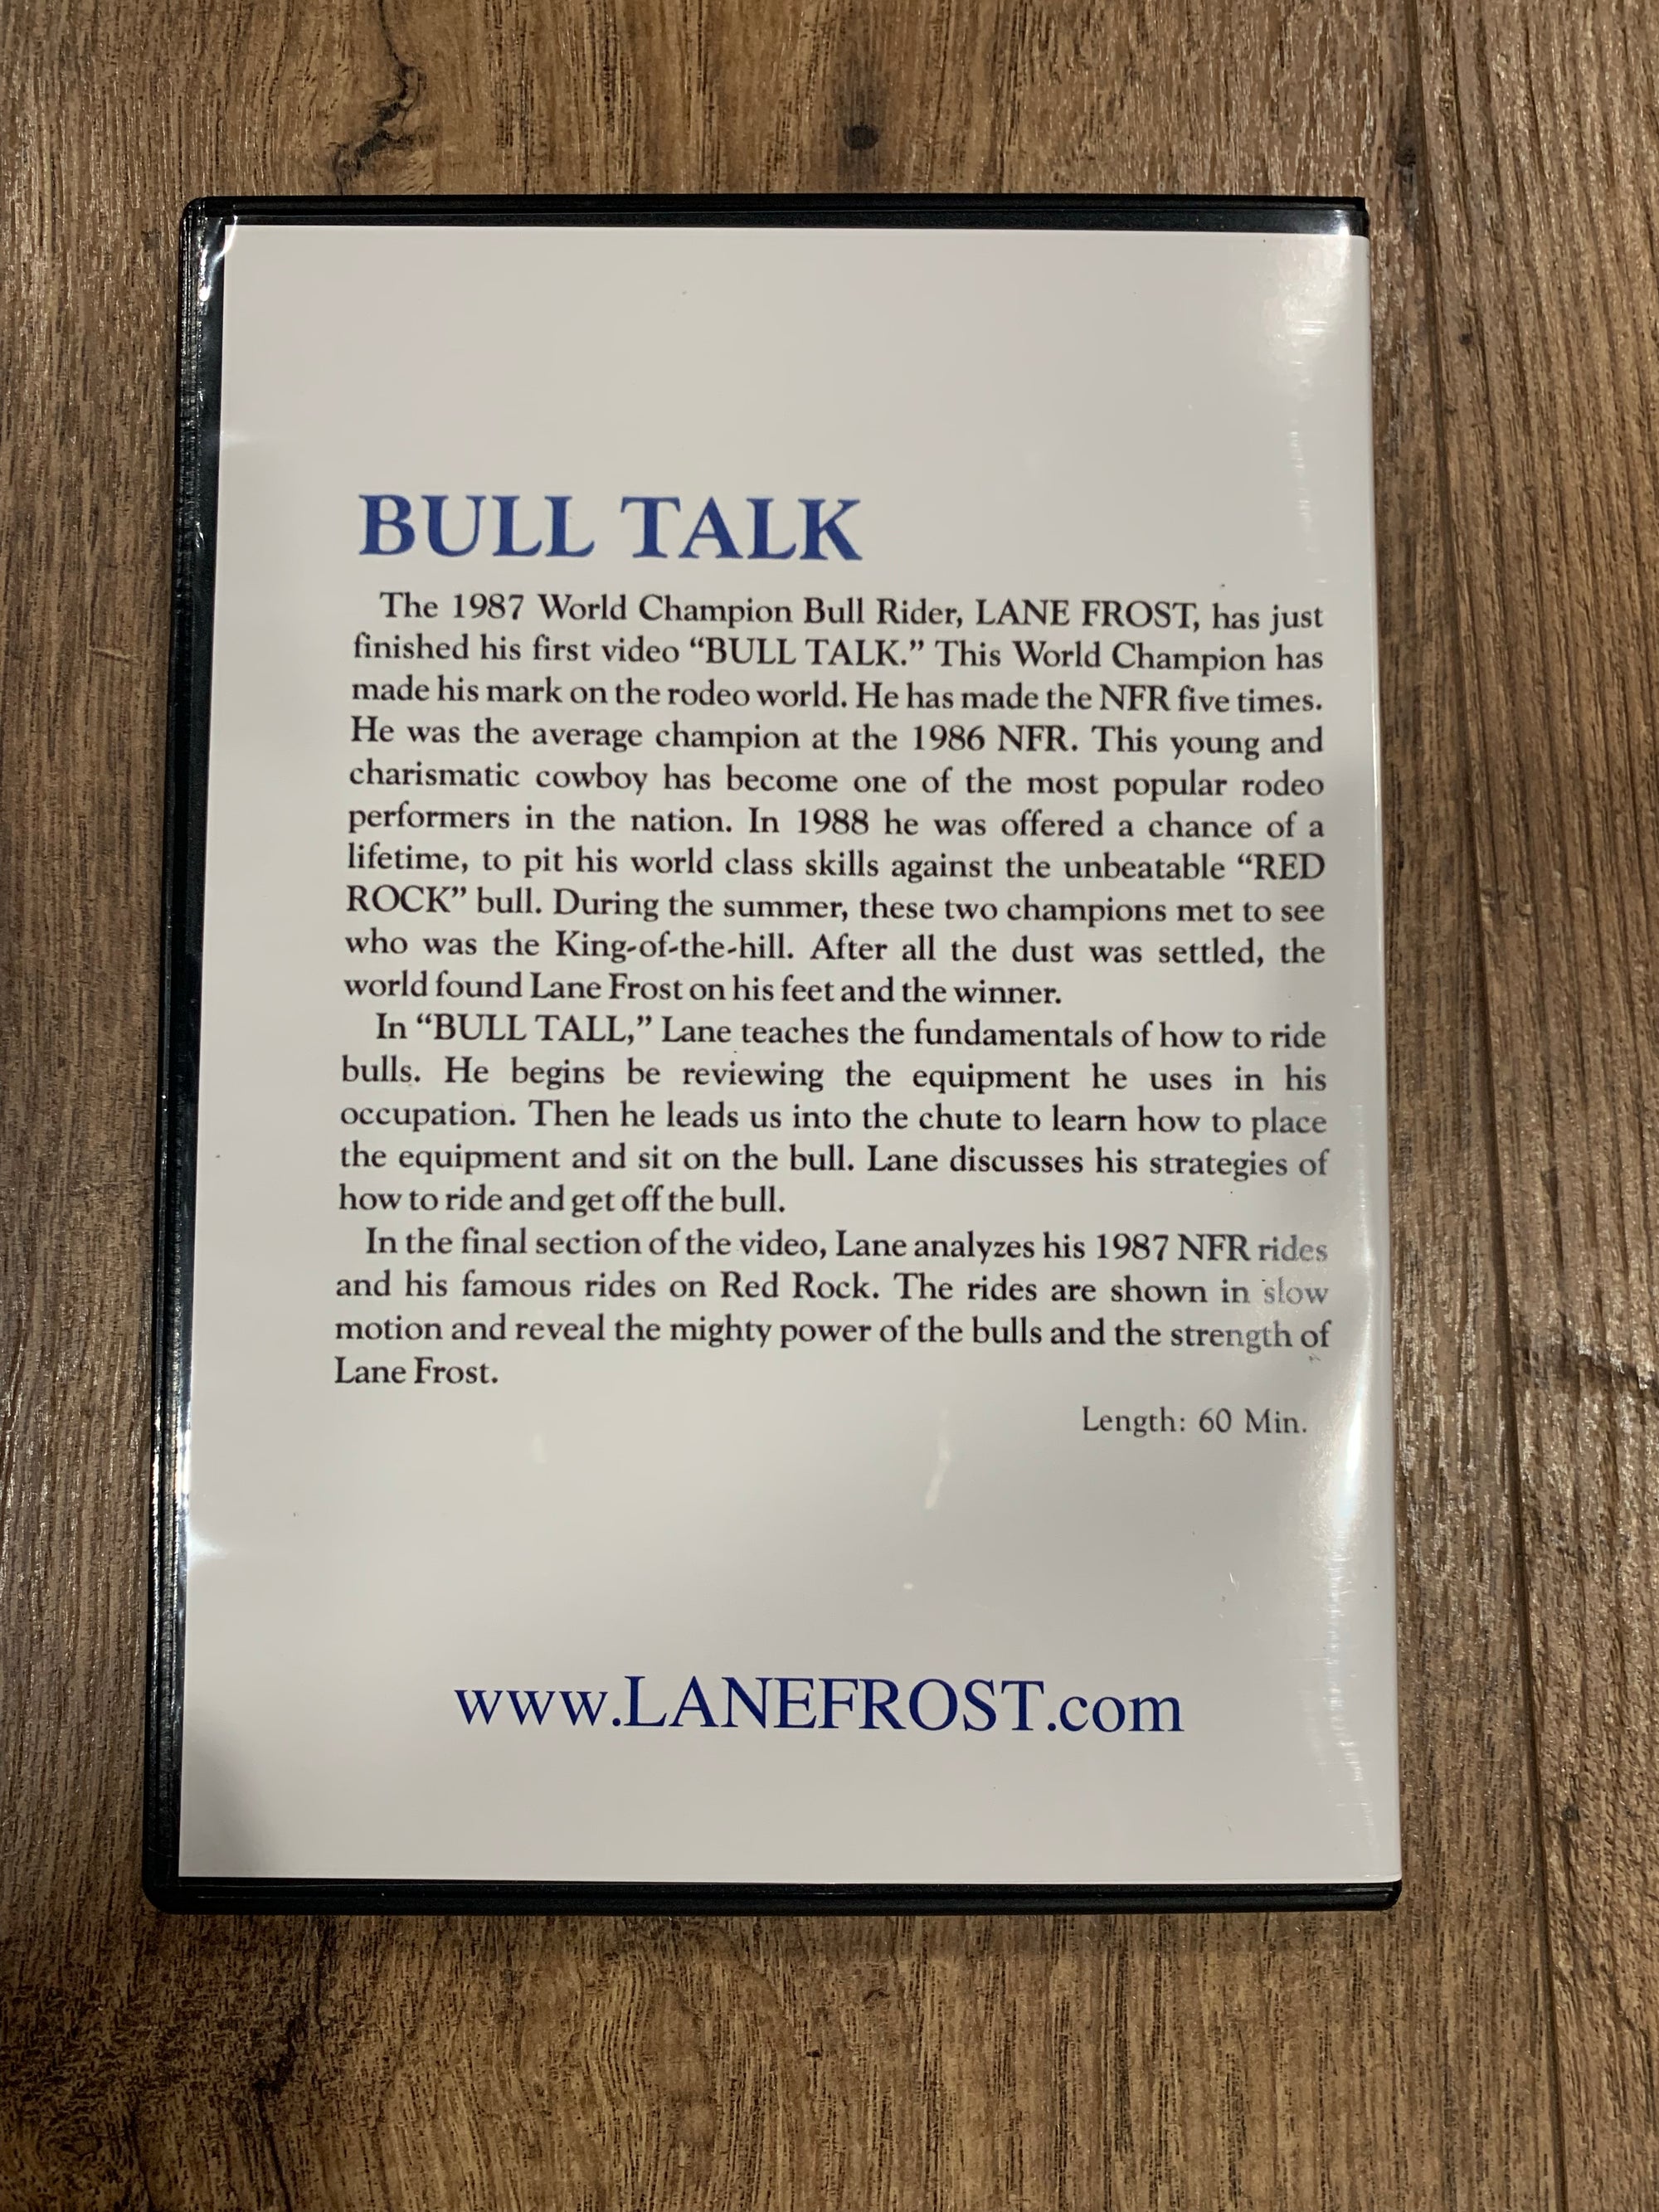 BULL TALK
The 1987 World Champion Bull Rider, LANE FROST, has just
finished his first video “BULL TALK.” This World Champion has
made his mark on the rodeo world. He has made the NFR five times.
He was the average champion at the 1986 NFR. This young and
charismatic cowboy has become one of the most popular rodeo
performers in the nation. In 1988 he was offered a chance of a
lifetime, to pit his world class skills against the unbeatable “RED
ROCK” bull. During the summer, these two champions met to see
who was the King-of-the-hill. After all the dust was settled, the
world found Lane Frost on his feet and the winner.
In “BULL TALL,” Lane teaches the fundamentals of how to ride
bulls. He begins be reviewing the equipment he uses in his
occupation. Then he leads us into the chute to learn how to place
the equipment and sit on the bull. Lane discusses his strategies of
how to ride and get off the bull.
In the final section of the video, Lane analyzes his 1987 NFR rides
and his famous rides on Red Rock. The rides are shown in slow
motion and reveal the mighty power of the bulls and the strength of
Lane Frost.
Length: 60 Min.
www.LANEFROST.com